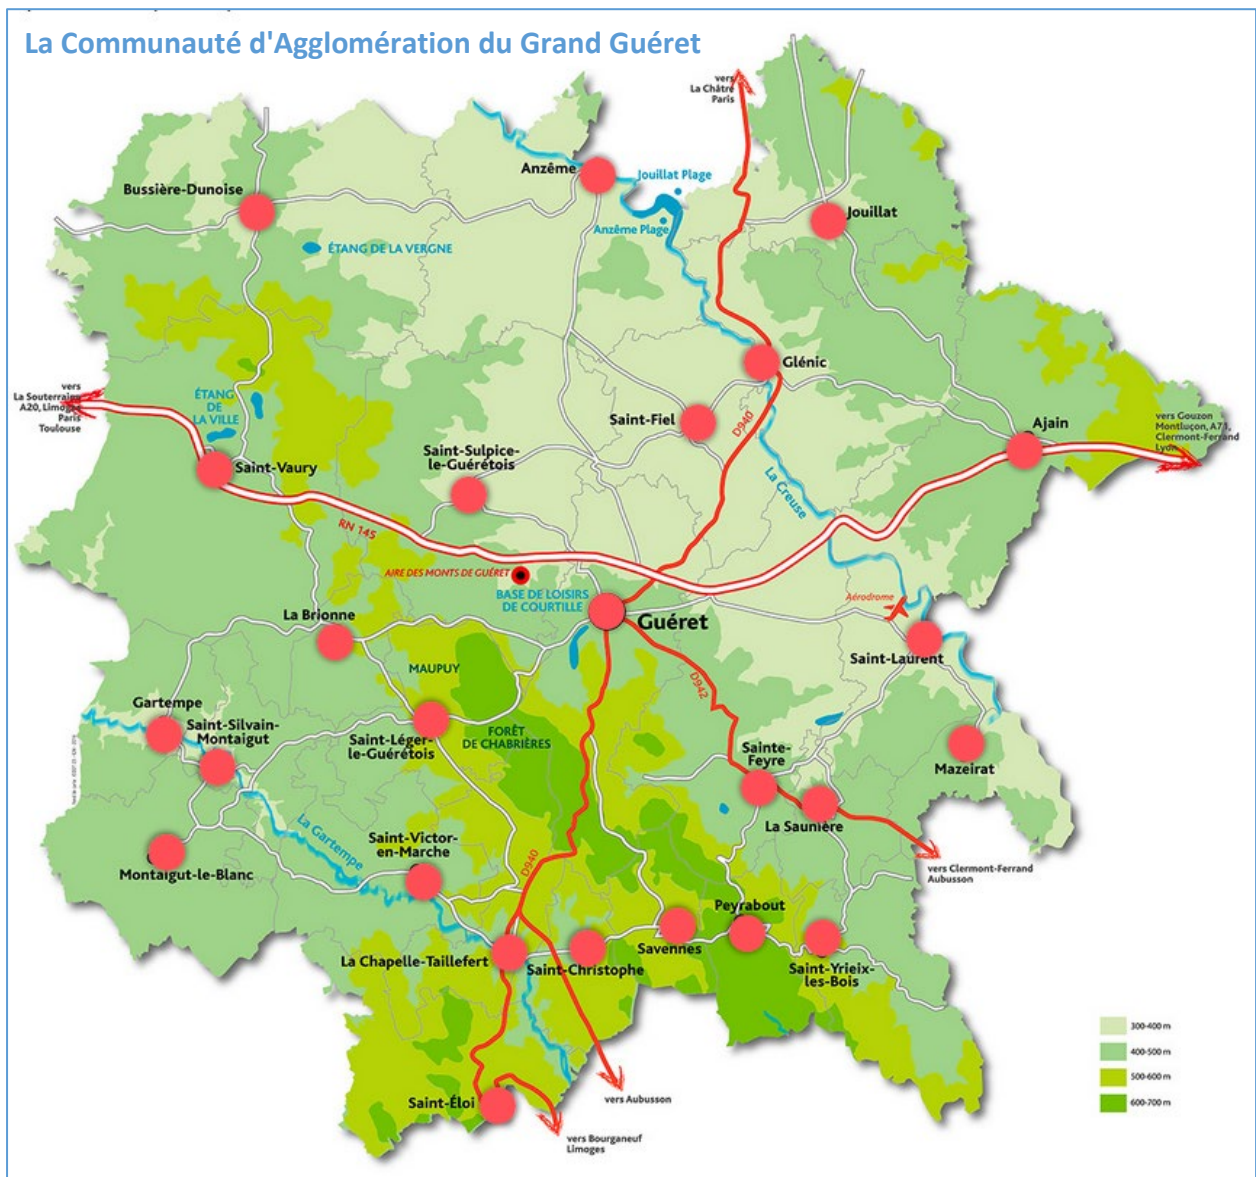 La Communauté d'Agglomération du Grand Guéret
vers
La Châtre
Paris
Anzême
Jouillat Plage
Bussière-Dunoise
Anzême Plage
Jouillat
ÉTANG DE LA VERGNE
Glénic
vers
La Souterraine
A20, Limoges
Paris
Toulouse
ÉTANG
DE
LA VILLE
Saint-Fiel
D940
Ajain
vers Gouzon
Montluçon, A71,
Clermont-Ferrand
Lyon
Saint-Sulpice-
le-Guérétois
Saint-Vaury
La Creuse
RN 145
AIRE DES MONTS DE GUÉRET
BASE DE LOISIRS
DE COURTILLE
Aérodrome
La Brionne
Guéret
Saint-Laurent
MAUPUY
D942
Gartempe
Saint-Silvain-
Montaigut
Saint-Léger-
le-Guérétois
FORÊT
DE CHABRIÈRES
Sainte-
Feyre
Mazeirat
La Saunière
La Gartempe
Saint-Victor-
en-Marche
D940
Montaigut-le-Blanc
vers Clermont-Ferrand
Aubusson
Peyrabout
Savennes
La Chapelle-Taillefert
Saint-Christophe
Saint-Yrieix-
les-Bois
Saint-Éloi
vers Aubusson
vers Bourganeuf
Limoges
300-400 m
400-500 m
500-600 m
600-700 m